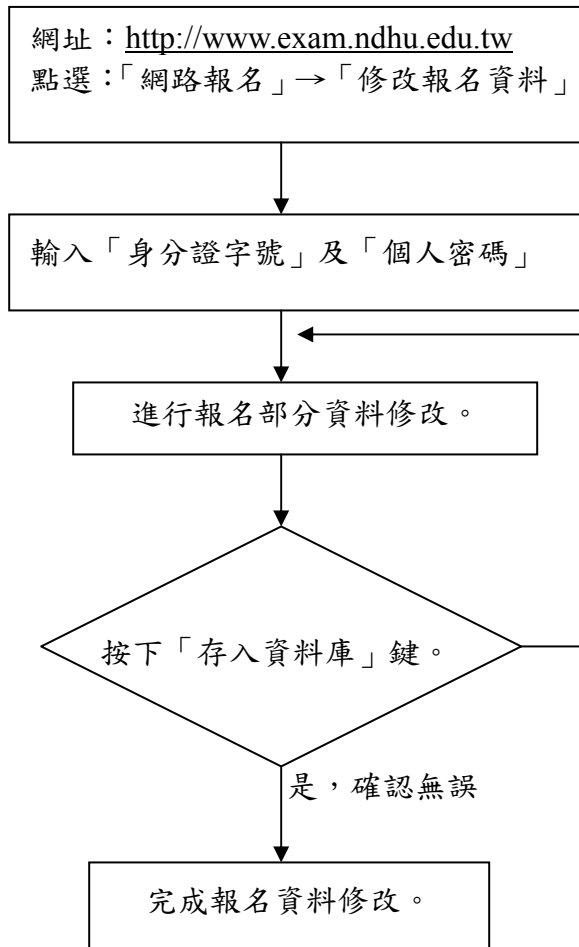 網址：http://www.exam.ndhu.edu.tw
點選：「網路報名」→「修改報名資料」
輸入「身分證字號」及「個人密碼」
進行報名部分資料修改。
按下「存入資料庫」鍵。
是，確認無誤
完成報名資料修改。